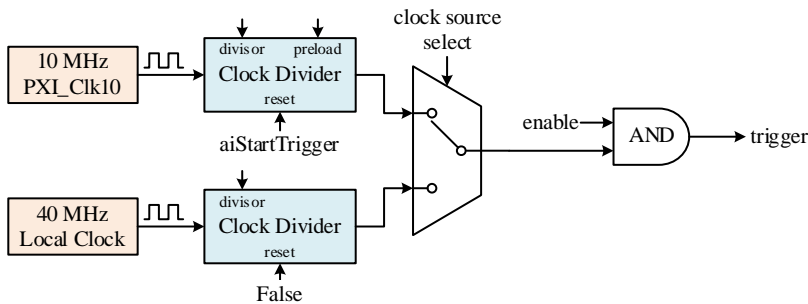 clock source
select
10 MHz
PXI_Clk10
divisor preload
Clock Divider
reset
aiStartTrigger
enable
AND
trigger
40 MHz
Local Clock
divisor
Clock Divider
reset
False